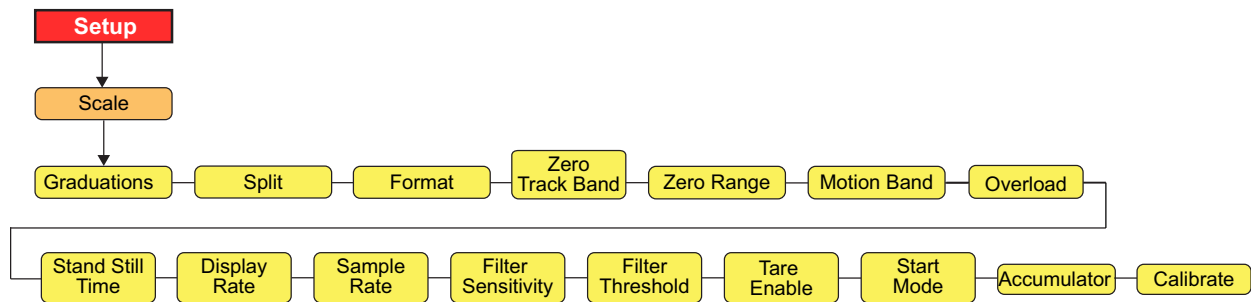 Setup
Scale
Graduations
Split
Format
Zero
Track Band
Zero Range
Motion Band
Overload
Stand Still
Time
Display
Rate
Sample
Rate
Filter
Sensitivity
Filter
Threshold
Tare
Enable
Start
Mode
Accumulator
Calibrate